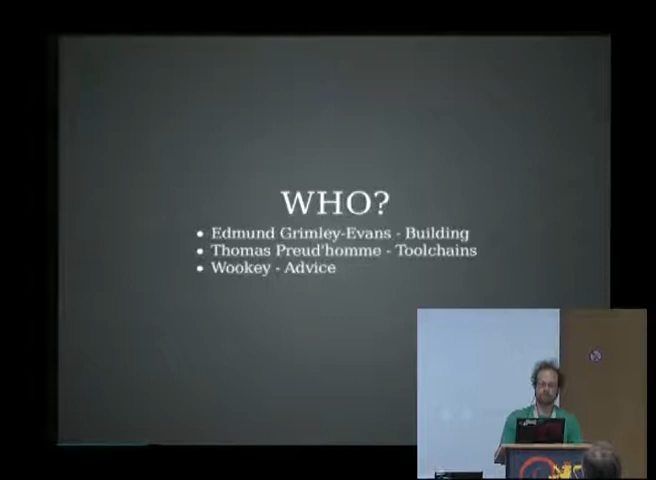 WHO?
• Edmund Grimley-Evans - Building
• Thomas Preud'homme - Toolchains
• Wookey - Advice